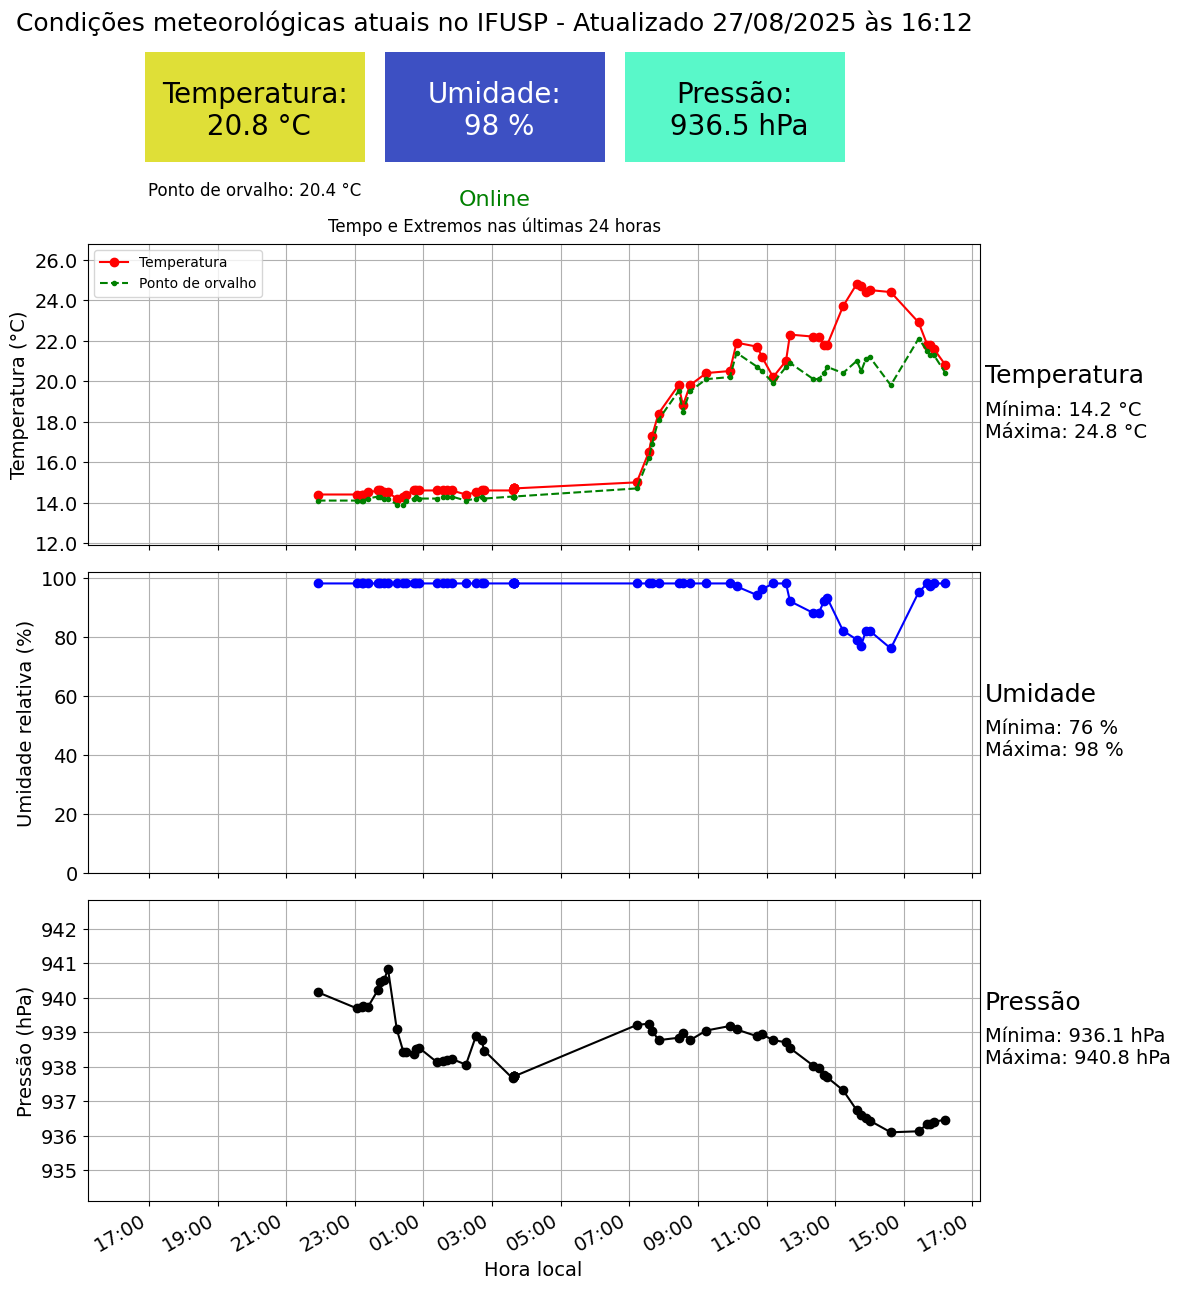 Condições meteorológicas atuais no IFUSP - Atualizado 27/08/2025 às 16:12
Temperatura:
20.8 °C
Umidade:
98 %
Pressão:
936.5 hPa
Ponto de orvalho: 20.4 °C
Online
Tempo e Extremos nas últimas 24 horas
Temperatura
Ponto de orvalho
Temperatura (°C)
26.0
24.0
22.0
20.0
18.0
16.0
14.0
12.0
Temperatura
Mínima: 14.2 °C
Máxima: 24.8 °C
Umidade relativa (%)
100
80
60
40
20
0
Umidade
Mínima: 76 %
Máxima: 98 %
Pressão (hPa)
942
941
940
939
938
937
936
935
Pressão
Mínima: 936.1 hPa
Máxima: 940.8 hPa
17:00 19:00 21:00 23:00 01:00 03:00 05:00 07:00 09:00 11:00 13:00 15:00 17:00
Hora local